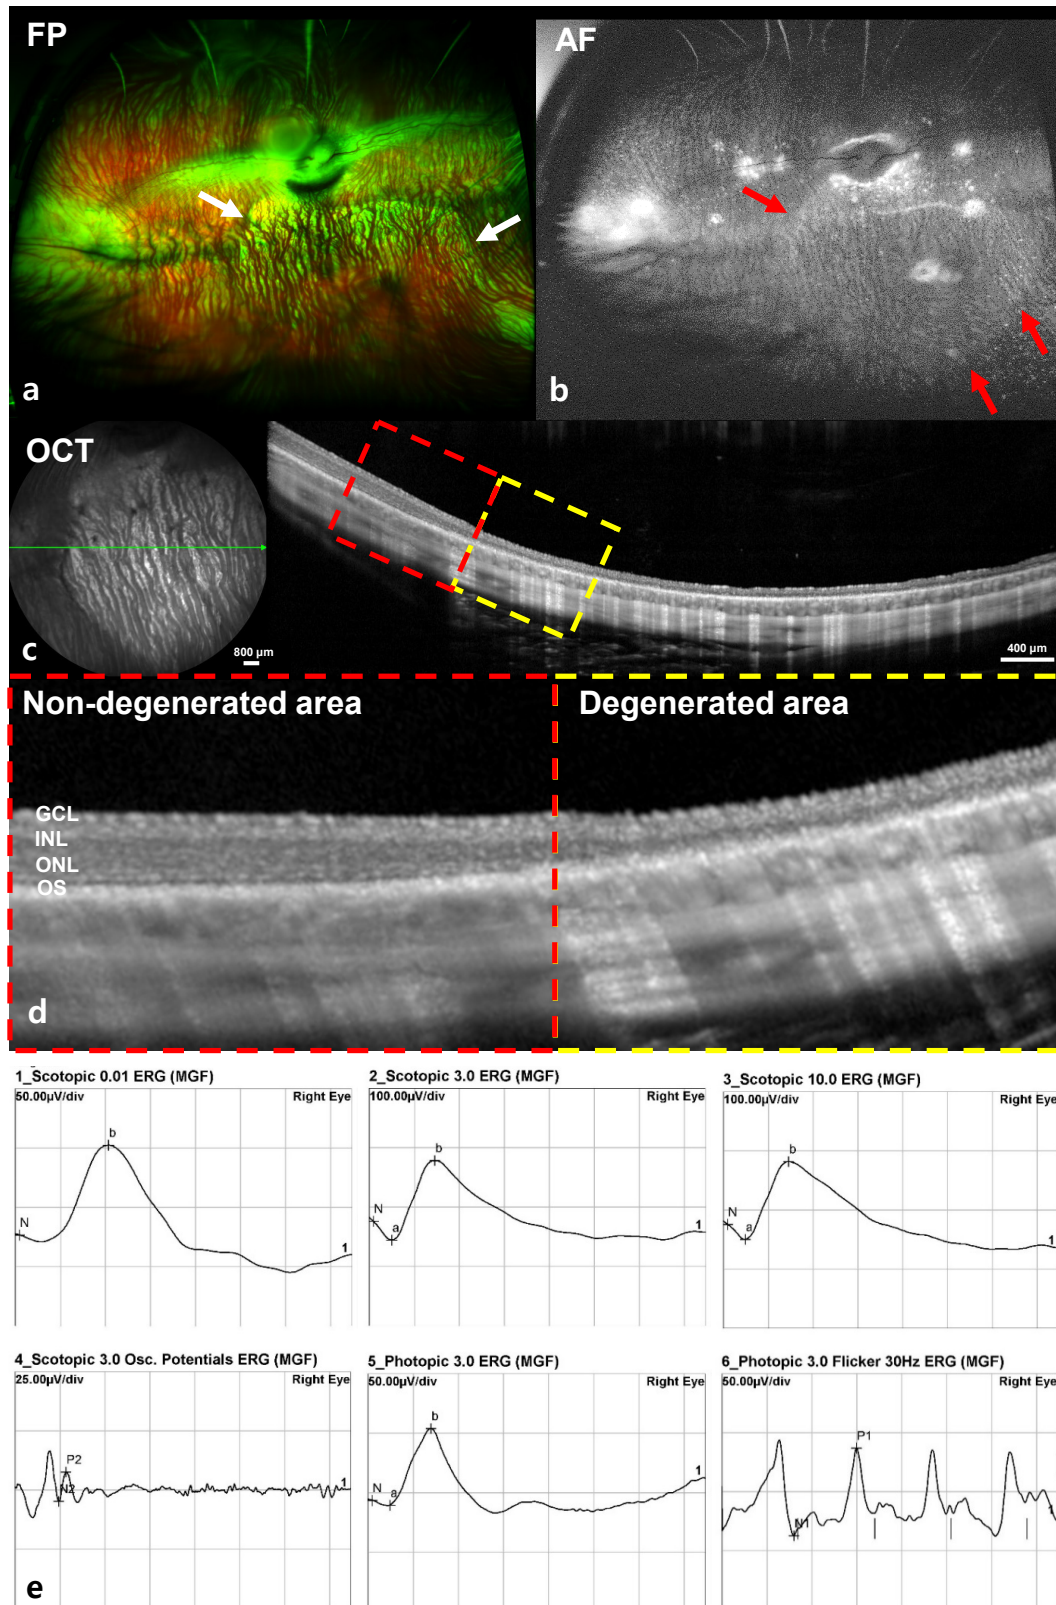 FP
AF
a
b
OCT
c
800 µm
400 µm
Non-degenerated area
Degenerated area
GCL
INL
ONL
OS
d
1_Scotopic 0.01 ERG (MGF)
50.00µV/div
Right Eye
N
b
1
2_Scotopic 3.0 ERG (MGF)
100.00µV/div
Right Eye
N
a
b
1
3_Scotopic 10.0 ERG (MGF)
100.00µV/div
Right Eye
N
a
b
1
4_Scotopic 3.0 Osc. Potentials ERG (MGF)
25.00µV/div
Right Eye
P2
N2
1
5_Photopic 3.0 ERG (MGF)
50.00µV/div
Right Eye
N
a
b
1
6_Photopic 3.0 Flicker 30Hz ERG (MGF)
50.00µV/div
Right Eye
P1
N1
1
e